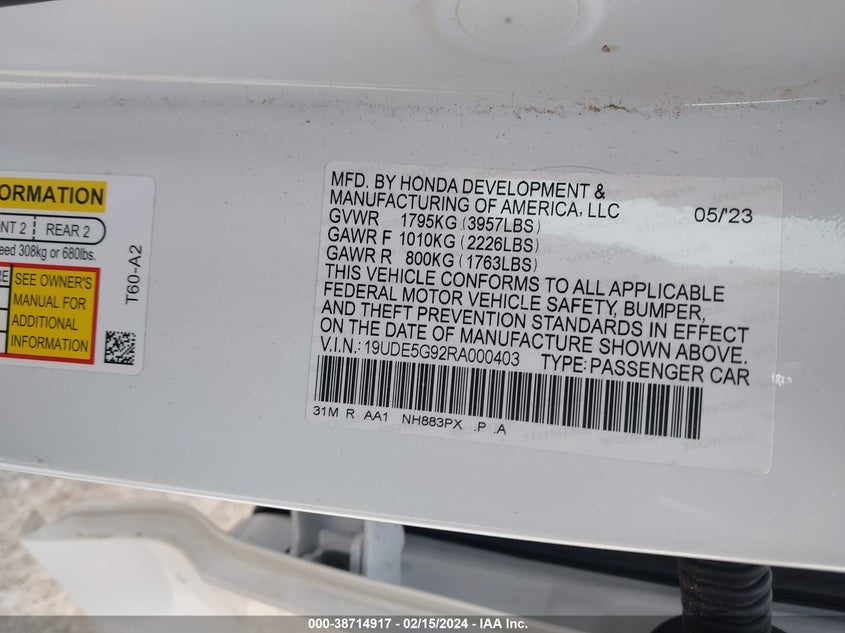 ORMATION
NT 2 REAR 2
eed 308kg or 680lbs.
RE
SEE OWNER'S
MANUAL FOR
ADDITIONAL
INFORMATION
T60-A2
MFD. BY HONDA DEVELOPMENT &
MANUFACTURING OF AMERICA, LLC 05/'23
GVWR 1795KG (3957LBS)
GAWR F 1010KG (2226LBS)
GAWR R 800KG (1763LBS)
THIS VEHICLE CONFORMS TO ALL APPLICABLE
FEDERAL MOTOR VEHICLE SAFETY, BUMPER,
AND THEFT PREVENTION STANDARDS IN EFFECT
ON THE DATE OF MANUFACTURE SHOWN ABOVE.
V.I.N.:19UDE5G92RA000403 TYPE:PASSENGER CAR
31M R AA1 NH883PX .P .A
000-38714917 - 02/15/2024 - IAA Inc.